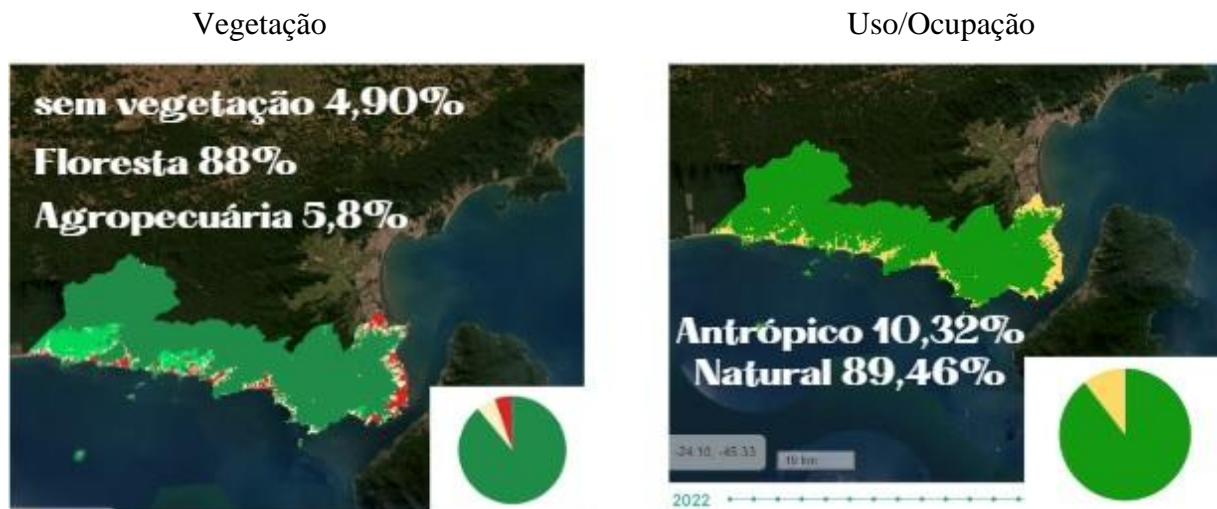 Vegetação
Uso/Ocupação
sem vegetação 4,90%
Floresta 88%
Agropecuária 5,8%
Antrópico 10,32%
Natural 89,46%
-24.10, -45.33
10 km
2022